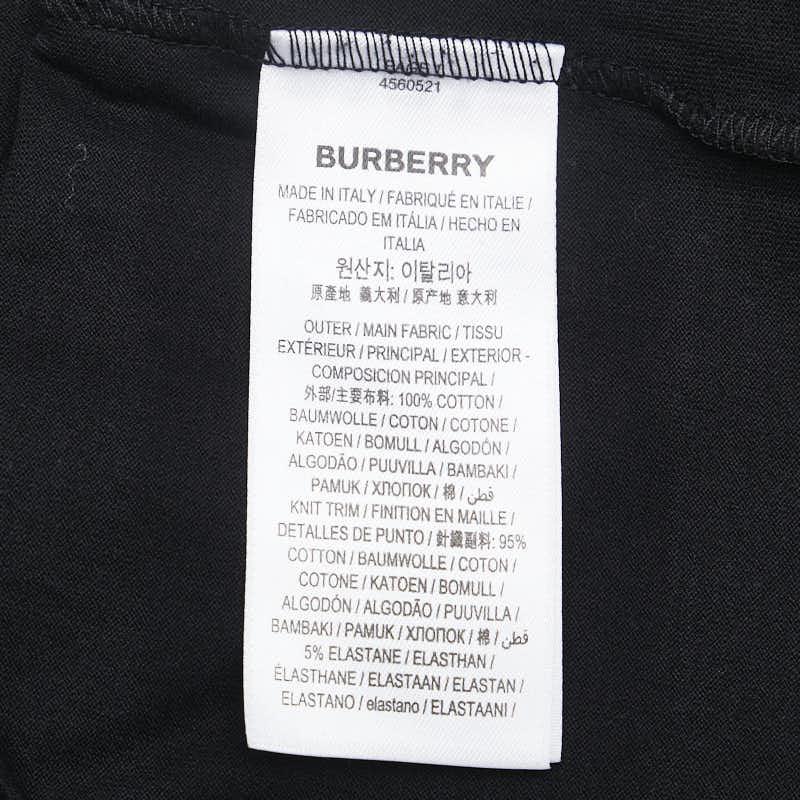 4560521
BURBERRY
MADE IN ITALY / FABRIQUÉ EN ITALIE /
FABRICADO EM ITÁLIA / HECHO EN
ITALIA
원산지: 이탈리아
原產地 義大利 / 原产地 意大利
OUTER / MAIN FABRIC / TISSU
EXTÉRIEUR / PRINCIPAL / EXTERIOR -
COMPOSICION PRINCIPAL /
外部/主要布料: 100% COTTON /
BAUMWOLLE / COTON / COTONE /
KATOEN / BOMULL / ALGODÓN /
ALGODÃO / PUUVILLA / BAMBAKI /
PAMUK / ХЛОПОК / 棉 / قطن /
KNIT TRIM / FINITION EN MAILLE /
DETALLES DE PUNTO / 針織副料: 95%
COTTON / BAUMWOLLE / COTON /
COTONE / KATOEN / BOMULL /
ALGODÓN / ALGODÃO / PUUVILLA /
BAMBAKI / PAMUK / ХЛОПОК / 棉 / قطن /
5% ELASTANE / ELASTHAN /
ÉLASTHANE / ELASTAAN / ELASTAN /
ELASTANO / elastano / ELASTAANI /